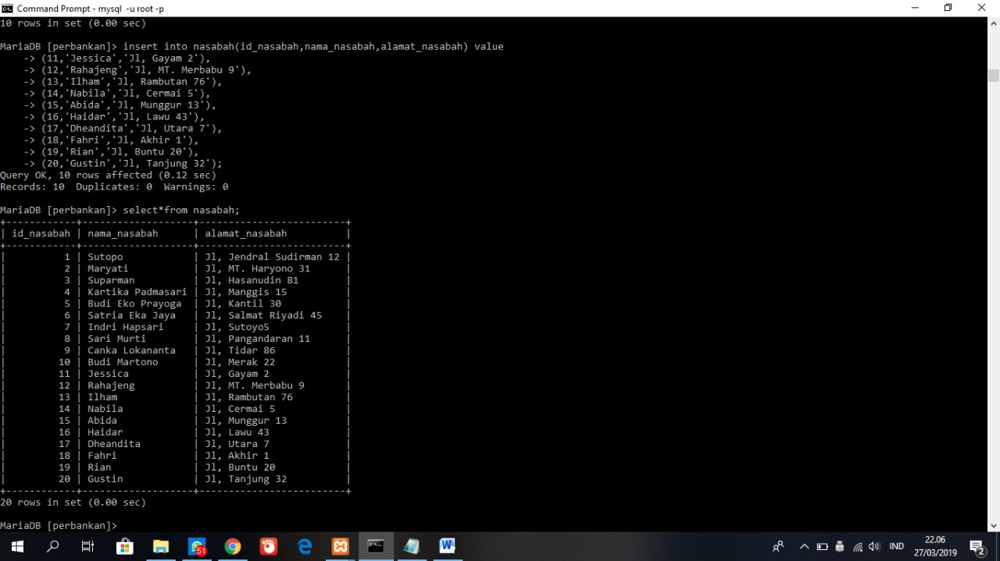 Command Prompt - mysql -u root -p
10 rows in set (0.00 sec)
MariaDB [perbankan]> insert into nasabah(id_nasabah,nama_nasabah,alamat_nasabah) value
-> (11,'Jessica','Jl, Gayam 2'),
-> (12,'Rahajeng','Jl, MT. Merbabu 9'),
-> (13,'Ilham','Jl, Rambutan 76'),
-> (14,'Nabila','Jl, Cermai 5'),
-> (15,'Abida','Jl, Munggur 13'),
-> (16,'Haidar','Jl, Lawu 43'),
-> (17,'Dheandita','Jl, Utara 7'),
-> (18,'Fahri','Jl, Akhir 1'),
-> (19,'Rian','Jl, Buntu 20'),
-> (20,'Gustin','Jl, Tanjung 32');
Query OK, 10 rows affected (0.12 sec)
Records: 10  Duplicates: 0  Warnings: 0
MariaDB [perbankan]> select*from nasabah;
+------------+-------------------+-------------------------+
| id_nasabah | nama_nasabah      | alamat_nasabah          |
+------------+-------------------+-------------------------+
|          1 | Sutopo            | Jl, Jendral Sudirman 12 |
|          2 | Maryati           | Jl, MT. Haryono 31      |
|          3 | Suparman          | Jl, Hasanudin 81        |
|          4 | Kartika Padmasari | Jl, Manggis 15          |
|          5 | Budi Eko Prayoga  | Jl, Kantil 30           |
|          6 | Satria Eka Jaya   | Jl, Salmat Riyadi 45    |
|          7 | Indri Hapsari     | Jl, Sutoyo5             |
|          8 | Sari Murti        | Jl, Pangandaran 11      |
|          9 | Canka Lokananta   | Jl, Tidar 86            |
|         10 | Budi Martono      | Jl, Merak 22            |
|         11 | Jessica           | Jl, Gayam 2             |
|         12 | Rahajeng          | Jl, MT. Merbabu 9       |
|         13 | Ilham             | Jl, Rambutan 76         |
|         14 | Nabila            | Jl, Cermai 5            |
|         15 | Abida             | Jl, Munggur 13          |
|         16 | Haidar            | Jl, Lawu 43             |
|         17 | Dheandita         | Jl, Utara 7             |
|         18 | Fahri             | Jl, Akhir 1             |
|         19 | Rian              | Jl, Buntu 20            |
|         20 | Gustin            | Jl, Tanjung 32          |
+------------+-------------------+-------------------------+
20 rows in set (0.00 sec)
MariaDB [perbankan]>
51
IND
22.06
27/03/2019
2